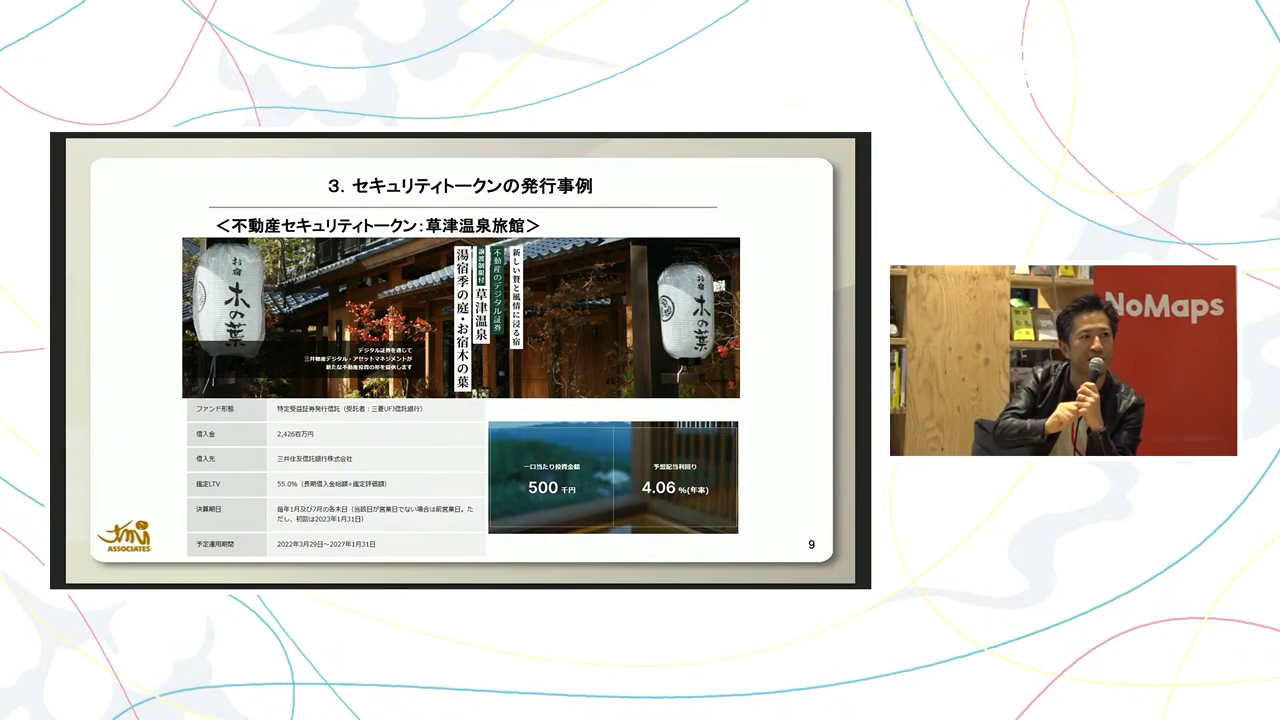 3. セキュリティトークンの発行事例
＜不動産セキュリティトークン：草津温泉旅館＞
お宿
木の葉
新しい贅と風情に浸る宿
不動産のデジタル証券
譲渡制限付
草津温泉
湯宿季の庭・お宿木の葉
お宿
木の葉
デジタル証券を通じて
三井物産デジタル・アセットマネジメントが
新たな不動産投資の形を提供します
ファンド形態 特定受益証券発行信託（受託者：三菱UFJ信託銀行）
借入金 2,426百万円
借入先 三井住友信託銀行株式会社
鑑定LTV 55.0%（長期借入金総額÷鑑定評価額）
決算期日 毎年1月及び7月の各末日（当該日が営業日でない場合は前営業日。た
だし、初回は2023年1月31日）
予定運用期間 2022年3月29日～2027年1月31日
一口当たり投資金額
500 千円
予想配当利回り
4.06 %(年率)
TMI
ASSOCIATES
9
NoMaps